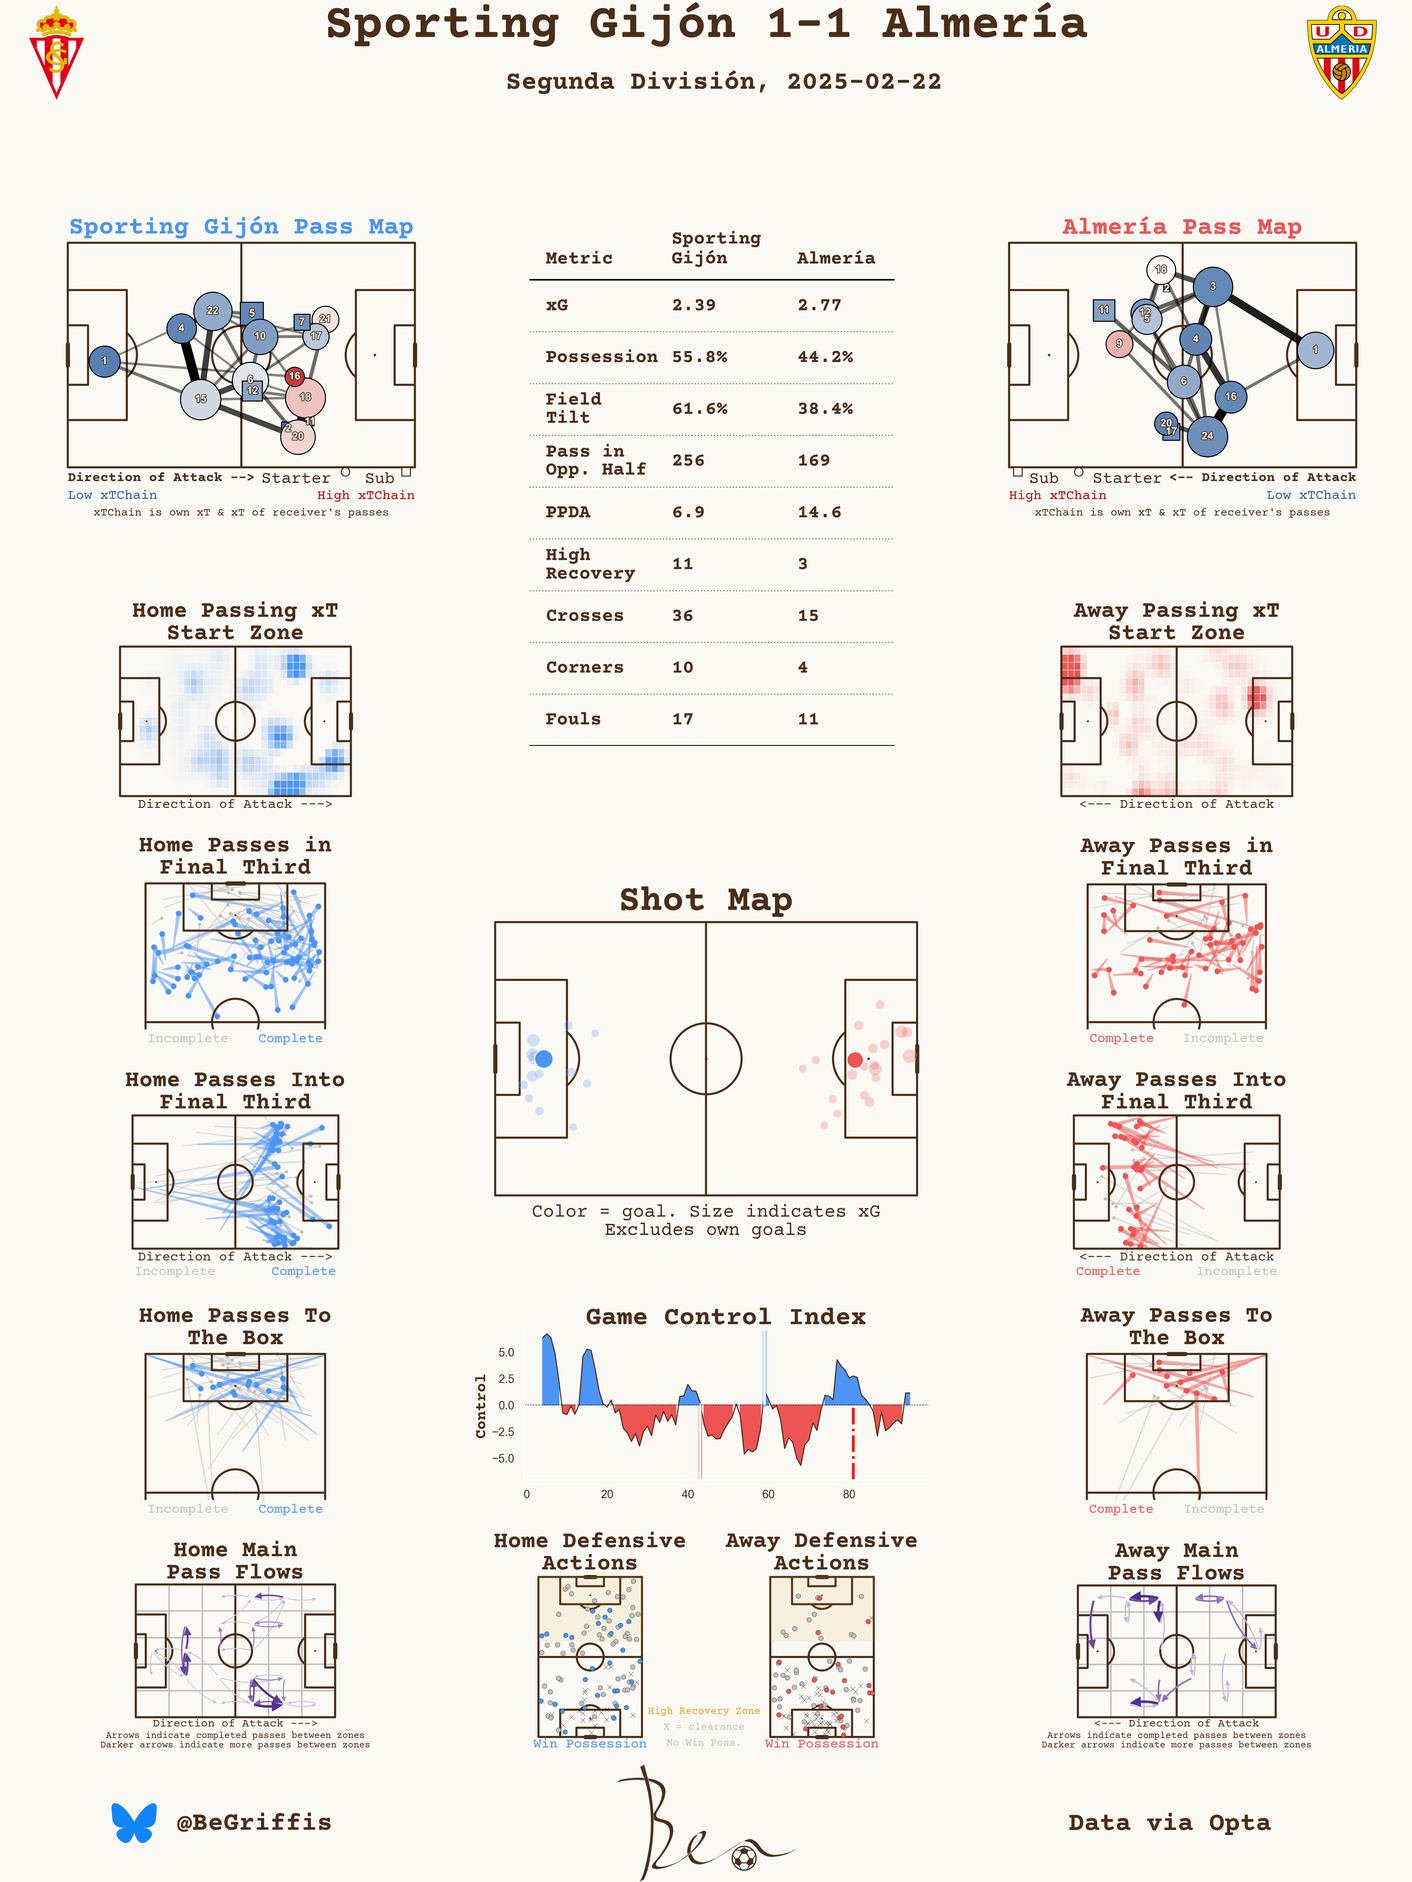 Sporting Gijón 1-1 Almería
Segunda División, 2025-02-22
U D
ALMERIA
Sporting Gijón Pass Map
22
5
21
4
10
7
17
1
6
16
12
15
18
11
2
20
Direction of Attack --> Starter Sub
Low xTChain High xTChain
xTChain is own xT & xT of receiver's passes
Metric Sporting Gijón Almería
xG 2.39 2.77
Possession 55.8% 44.2%
Field Tilt 61.6% 38.4%
Pass in Opp. Half 256 169
PPDA 6.9 14.6
High Recovery 11 3
Crosses 36 15
Corners 10 4
Fouls 17 11
Almería Pass Map
18
2
3
11
12
5
9
4
1
6
16
20
17
24
Sub Starter <-- Direction of Attack
High xTChain Low xTChain
xTChain is own xT & xT of receiver's passes
Home Passing xT
Start Zone
Direction of Attack --->
Away Passing xT
Start Zone
<--- Direction of Attack
Home Passes in
Final Third
Incomplete Complete
Away Passes in
Final Third
Complete Incomplete
Shot Map
Color = goal. Size indicates xG
Excludes own goals
Home Passes Into
Final Third
Direction of Attack --->
Incomplete Complete
Away Passes Into
Final Third
<--- Direction of Attack
Complete Incomplete
Home Passes To
The Box
Incomplete Complete
Game Control Index
Control
5.0
2.5
0.0
−2.5
−5.0
0 20 40 60 80
Away Passes To
The Box
Complete Incomplete
Home Main
Pass Flows
Direction of Attack --->
Arrows indicate completed passes between zones
Darker arrows indicate more passes between zones
Home Defensive
Actions
Win Possession
High Recovery Zone
X = clearance
No Win Poss.
Away Defensive
Actions
Win Possession
Away Main
Pass Flows
<--- Direction of Attack
Arrows indicate completed passes between zones
Darker arrows indicate more passes between zones
@BeGriffis
Ben
Data via Opta